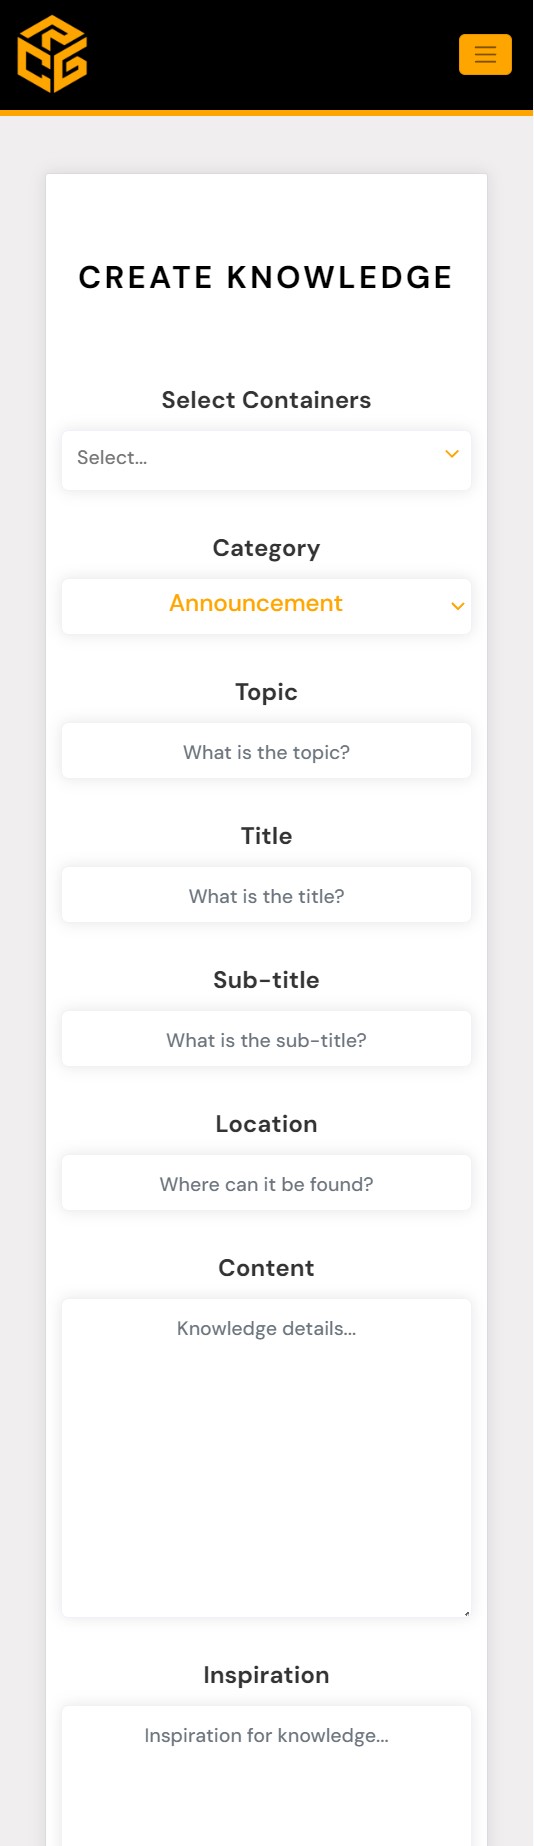 CREATE KNOWLEDGE
Select Containers
Select...
Category
Announcement
Topic
What is the topic?
Title
What is the title?
Sub-title
What is the sub-title?
Location
Where can it be found?
Content
Knowledge details...
Inspiration
Inspiration for knowledge...